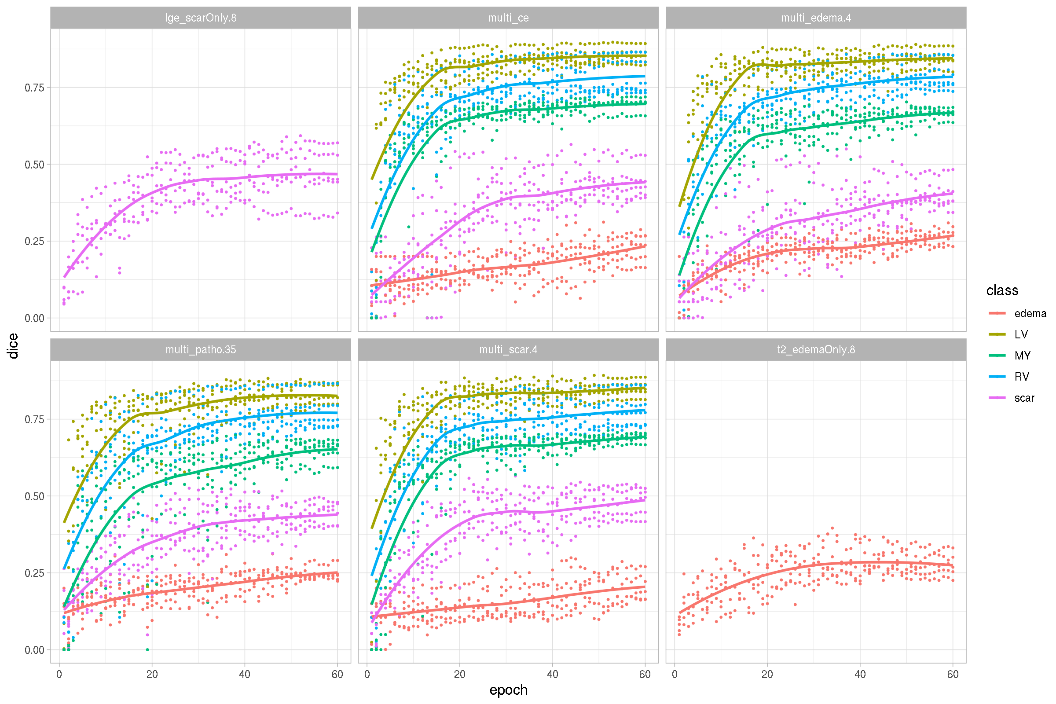 lge_scarOnly.8 multi_ce multi_edema.4
0.75
0.50
0.25
0.00
multi_patho.35 multi_scar.4 t2_edemaOnly.8
0.75
0.50
0.25
0.00
0 20 40 60 0 20 40 60 0 20 40 60
epoch
dice
class
edema
LV
MY
RV
scar